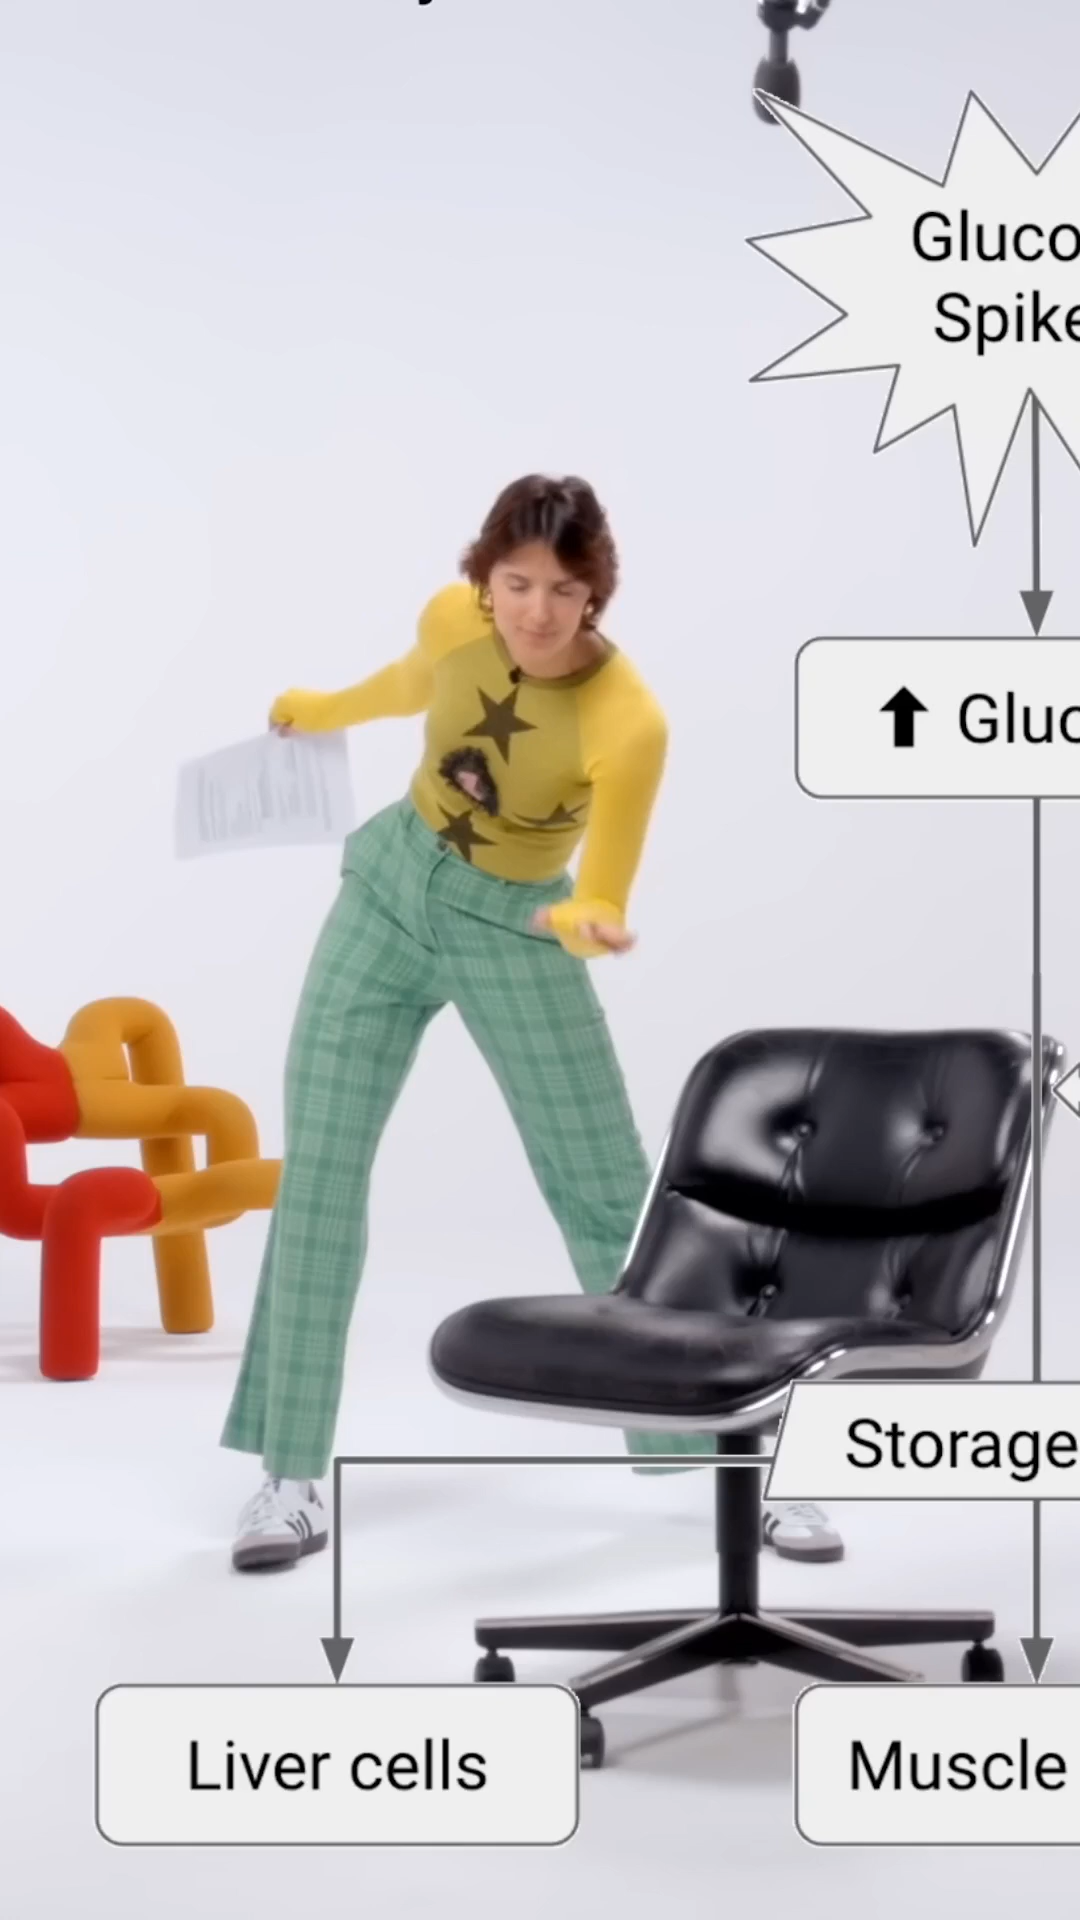 Gluco
Spike
⬆ Gluc
Storage
Liver cells
Muscle